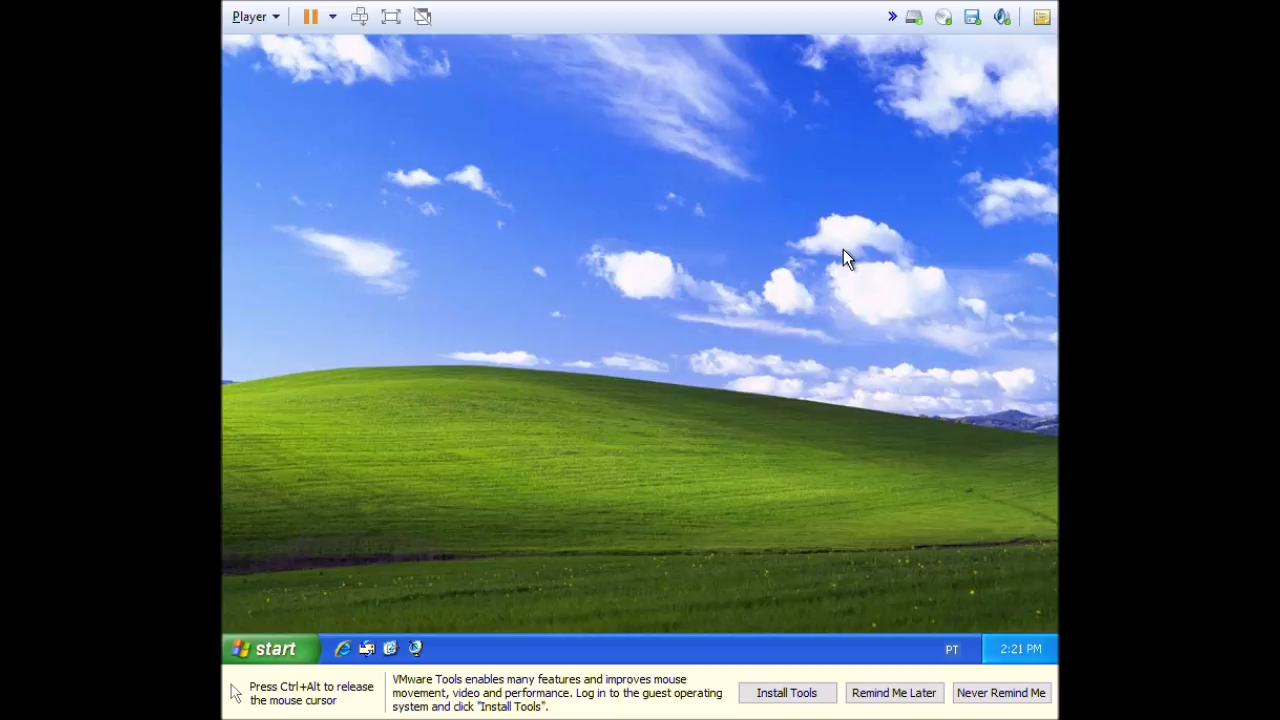 Player
start
PT
2:21 PM
Press Ctrl+Alt to release
the mouse cursor
VMware Tools enables many features and improves mouse
movement, video and performance. Log in to the guest operating
system and click "Install Tools".
Install Tools
Remind Me Later
Never Remind Me